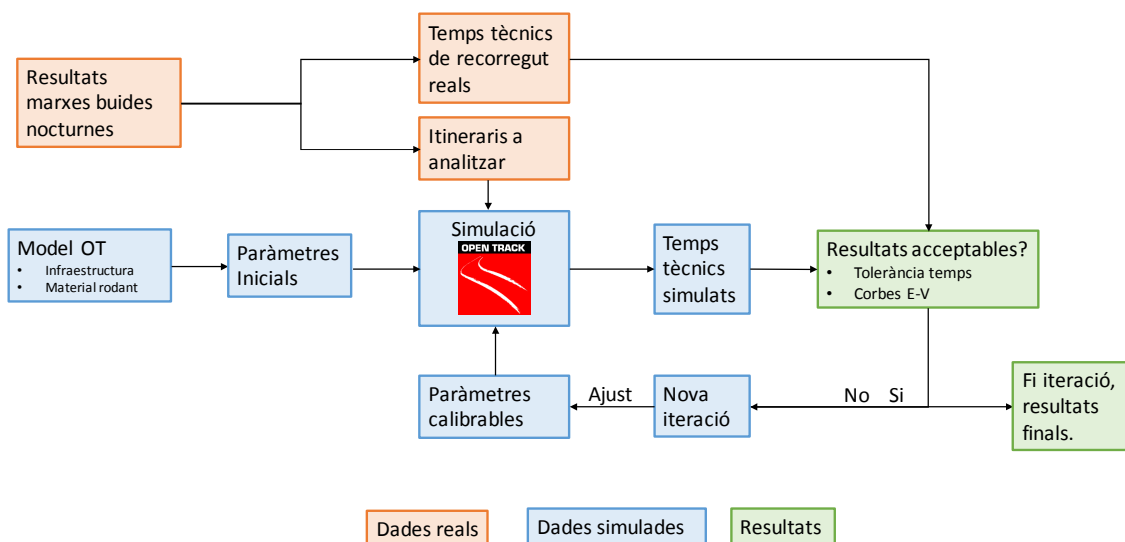 Temps tècnics
de recorregut
reals
Resultats
marxes buides
nocturnes
Itineraris a
analitzar
Simulació
OPEN TRACK
Model OT
• Infraestructura
• Material rodant
Paràmetres
Inicials
Temps
tècnics
simulats
Resultats acceptables?
• Tolerància temps
• Corbes E-V
Paràmetres
calibrables
Ajust
Nova
iteració
No Si
Fi iteració,
resultats
finals.
Dades reals
Dades simulades
Resultats